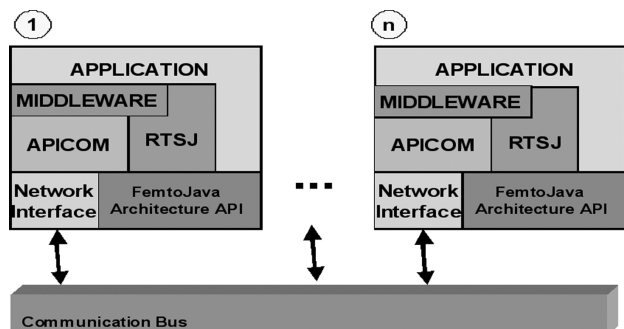 1
APPLICATION
MIDDLEWARE
APICOM
RTSJ
Network
Interface
FemtoJava
Architecture API
...
n
APPLICATION
MIDDLEWARE
APICOM
RTSJ
Network
Interface
FemtoJava
Architecture API
Communication Bus